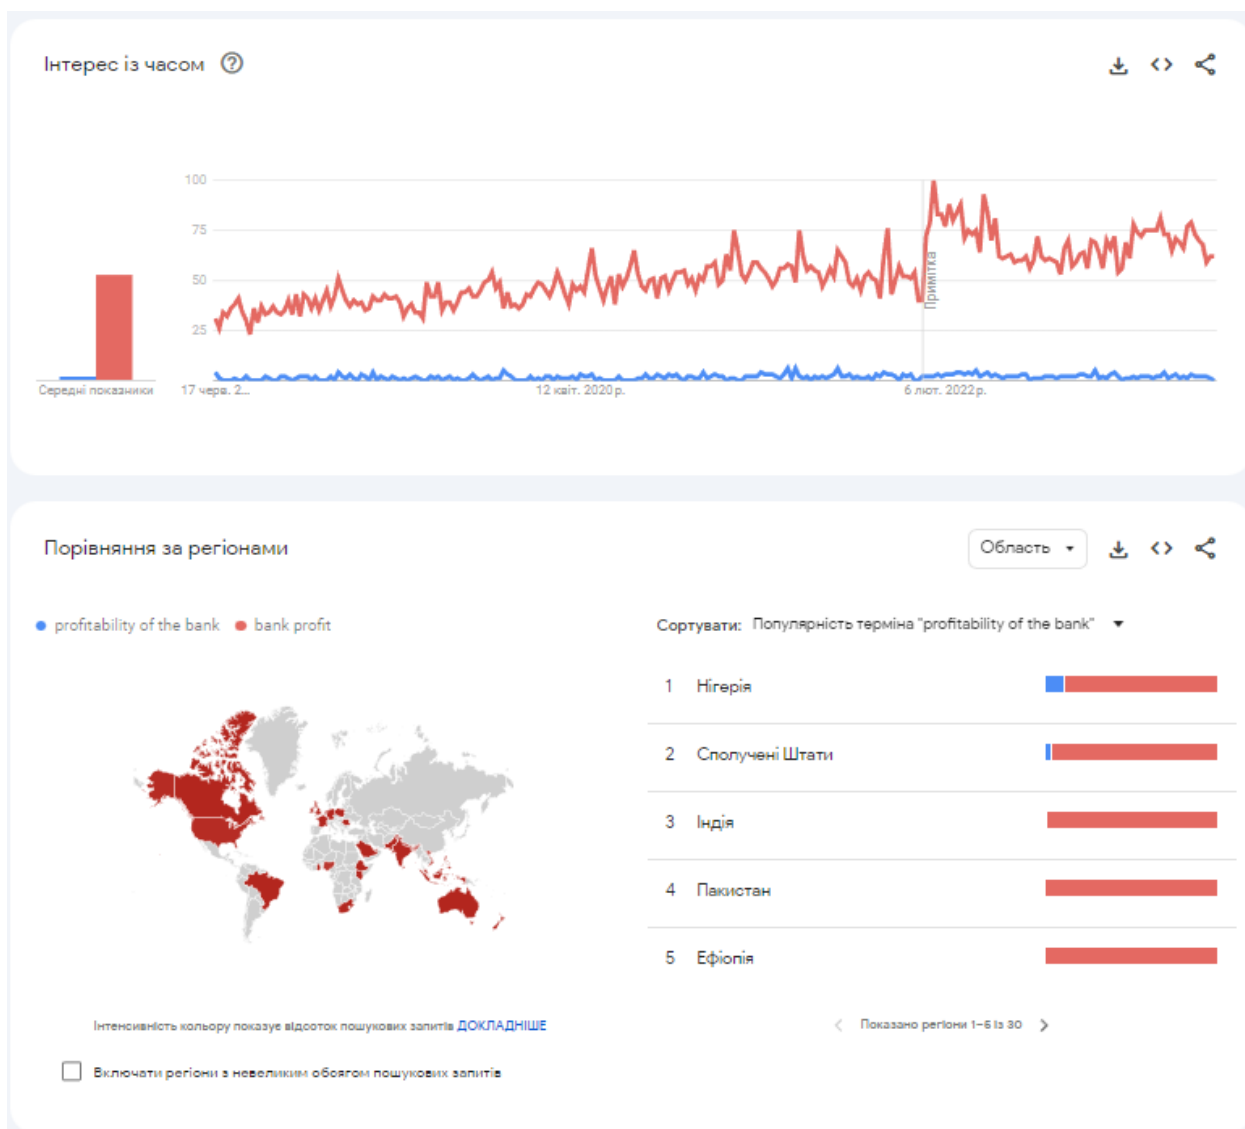 Інтерес із часом
100
75
50
25
Примітка
Середні показники
17 черв. 2...
12 квіт. 2020 р.
6 лют. 2022 р.
Порівняння за регіонами
Область
profitability of the bank
bank profit
Сортувати: Популярність терміна "profitability of the bank"
1 Нігерія
2 Сполучені Штати
3 Індія
4 Пакистан
5 Ефіопія
Інтенсивність кольору показує відсоток пошукових запитів ДОКЛАДНІШЕ
Показано регіони 1–5 із 30
Включати регіони з невеликим обсягом пошукових запитів